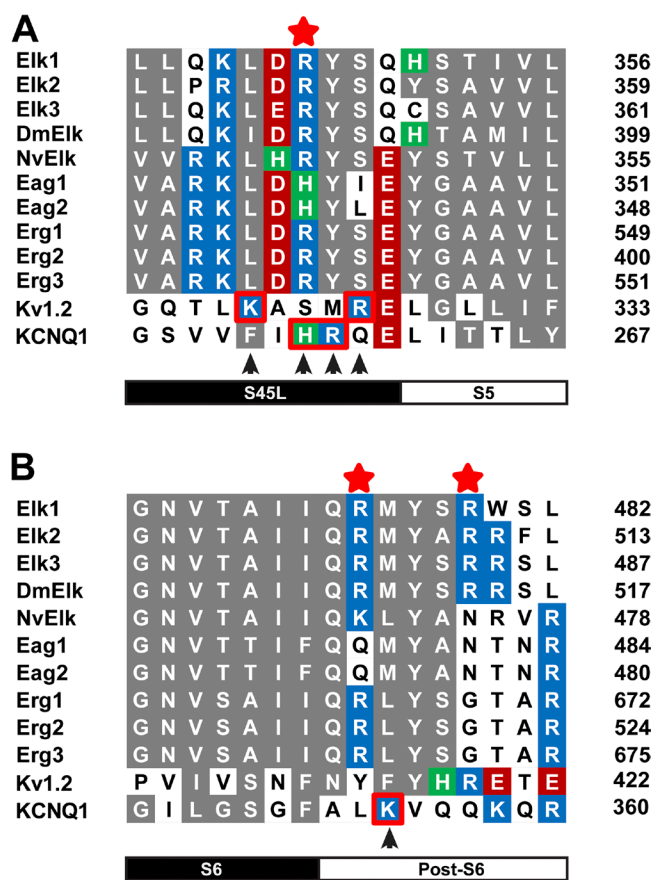 A
Elk1 L L Q K L D R Y S Q H S T I V L 356
Elk2 L L P R L D R Y S Q Y S A V V L 359
Elk3 L L Q K L E R Y S Q C S A V V L 361
DmElk L L Q K I D R Y S Q H T A M I L 399
NvElk V V R K L H R Y S E Y S T V L L 355
Eag1 V A R K L D H Y I E Y G A A V L 351
Eag2 V A R K L D H Y L E Y G A A V L 348
Erg1 V A R K L D R Y S E Y G A A V L 549
Erg2 V A R K L D R Y S E Y G A A V L 400
Erg3 V A R K L D R Y S E Y G A A V L 551
Kv1.2 G Q T L K A S M R E L G L L I F 333
KCNQ1 G S V V F I H R Q E L I T T L Y 267
S45L S5
B
Elk1 G N V T A I I Q R M Y S R W S L 482
Elk2 G N V T A I I Q R M Y A R R F L 513
Elk3 G N V T A I I Q R M Y S R R S L 487
DmElk G N V T A I I Q R M Y S R R S L 517
NvElk G N V T A I I Q K L Y A N R V R 478
Eag1 G N V T T I F Q Q M Y A N T N R 484
Eag2 G N V T T I F Q Q M Y A N T N R 480
Erg1 G N V S A I I Q R L Y S G T A R 672
Erg2 G N V S A I I Q R L Y S G T A R 524
Erg3 G N V S A I I Q R L Y S G T A R 675
Kv1.2 P V I V S N F N Y F Y H R E T E 422
KCNQ1 G I L G S G F A L K V Q Q K Q R 360
S6 Post-S6